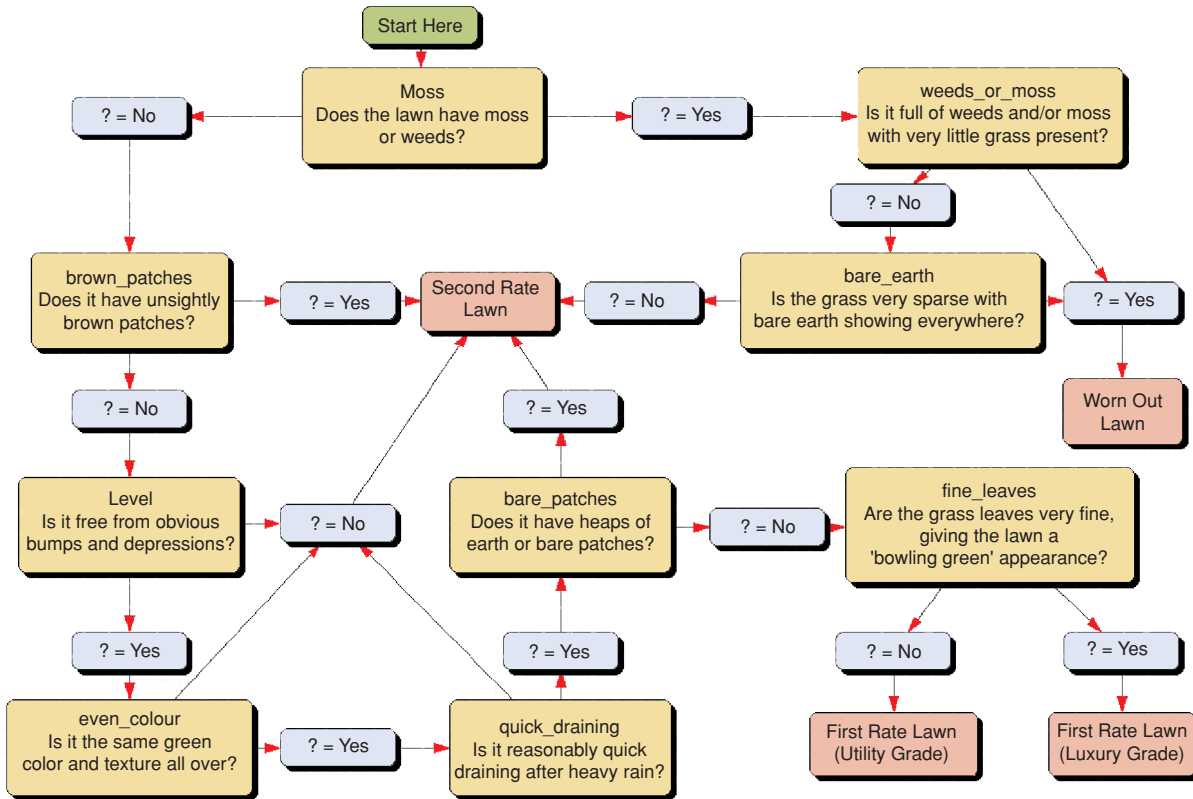 Start Here
Moss
Does the lawn have moss
or weeds?
? = No
? = Yes
weeds_or_moss
Is it full of weeds and/or moss
with very little grass present?
? = No
brown_patches
Does it have unsightly
brown patches?
? = Yes
Second Rate
Lawn
? = No
bare_earth
Is the grass very sparse with
bare earth showing everywhere?
? = Yes
? = No
? = Yes
Worn Out
Lawn
Level
Is it free from obvious
bumps and depressions?
? = No
bare_patches
Does it have heaps of
earth or bare patches?
? = No
fine_leaves
Are the grass leaves very fine,
giving the lawn a
'bowling green' appearance?
? = Yes
? = Yes
? = No
? = Yes
even_colour
Is it the same green
color and texture all over?
? = Yes
quick_draining
Is it reasonably quick
draining after heavy rain?
First Rate Lawn
(Utility Grade)
First Rate Lawn
(Luxury Grade)